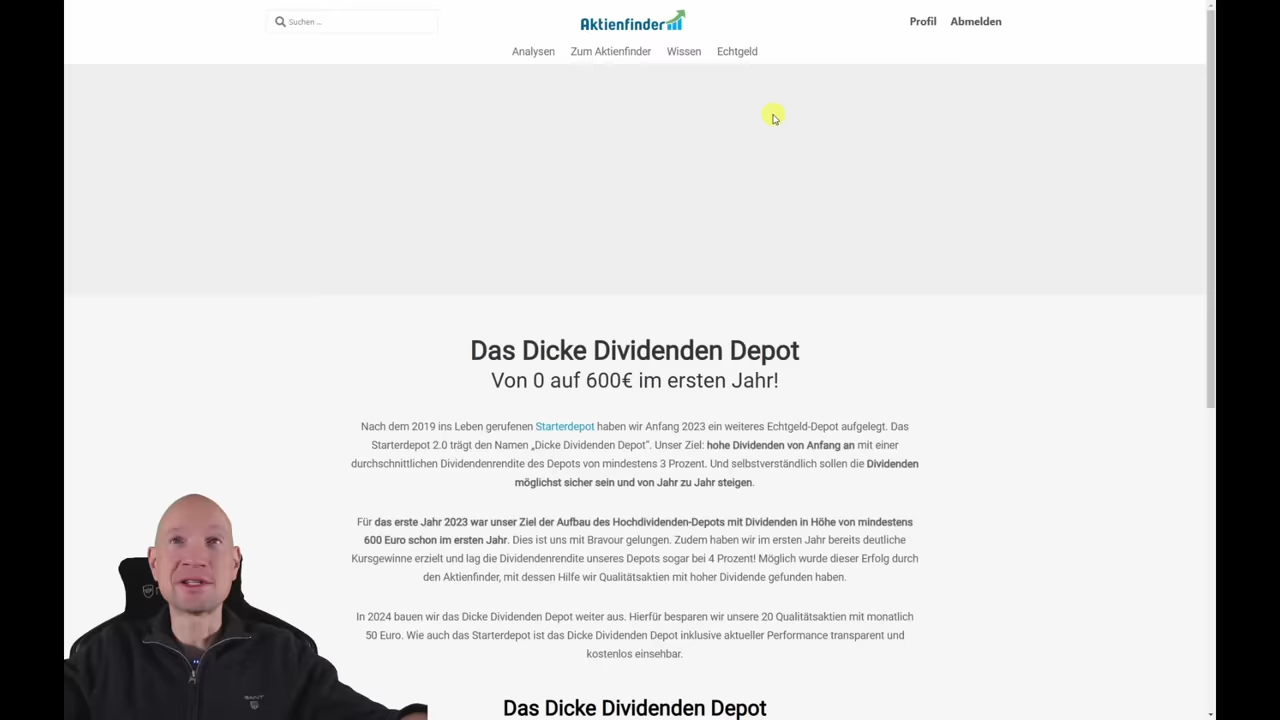 Suchen ...
Aktienfinder
Profil Abmelden
Analysen Zum Aktienfinder Wissen Echtgeld
Das Dicke Dividenden Depot
Von 0 auf 600€ im ersten Jahr!
Nach dem 2019 ins Leben gerufenen Starterdepot haben wir Anfang 2023 ein weiteres Echtgeld-Depot aufgelegt. Das
Starterdepot 2.0 trägt den Namen „Dicke Dividenden Depot“. Unser Ziel: hohe Dividenden von Anfang an mit einer
durchschnittlichen Dividendenrendite des Depots von mindestens 3 Prozent. Und selbstverständlich sollen die Dividenden
möglichst sicher sein und von Jahr zu Jahr steigen.
Für das erste Jahr 2023 war unser Ziel der Aufbau des Hochdividenden-Depots mit Dividenden in Höhe von mindestens
600 Euro schon im ersten Jahr. Dies ist uns mit Bravour gelungen. Zudem haben wir im ersten Jahr bereits deutliche
Kursgewinne erzielt und lag die Dividendenrendite unseres Depots sogar bei 4 Prozent! Möglich wurde dieser Erfolg durch
den Aktienfinder, mit dessen Hilfe wir Qualitätsaktien mit hoher Dividende gefunden haben.
In 2024 bauen wir das Dicke Dividenden Depot weiter aus. Hierfür besparen wir unsere 20 Qualitätsaktien mit monatlich
50 Euro. Wie auch das Starterdepot ist das Dicke Dividenden Depot inklusive aktueller Performance transparent und
kostenlos einsehbar.
Das Dicke Dividenden Depot
GANT